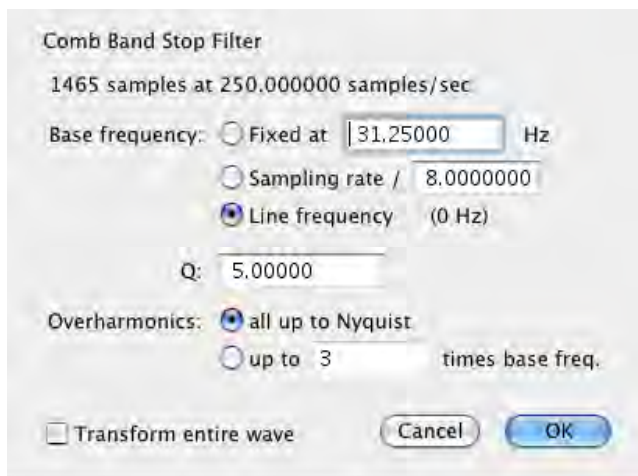 Comb Band Stop Filter
1465 samples at 250.000000 samples/sec
Base frequency: Fixed at 31.25000 Hz
Sampling rate / 8.0000000
Line frequency (0 Hz)
Q: 5.00000
Overharmonics: all up to Nyquist
up to 3 times base freq.
Transform entire wave Cancel OK